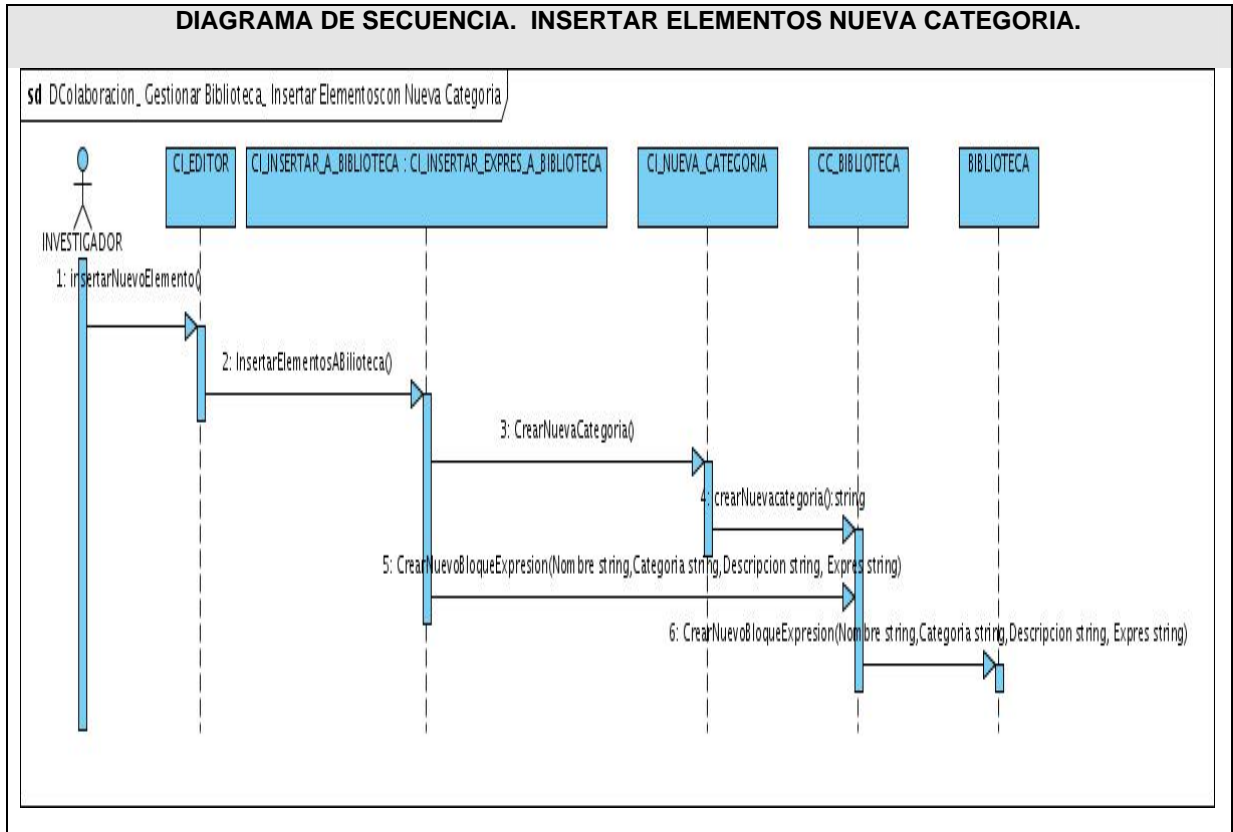 DIAGRAMA DE SECUENCIA. INSERTAR ELEMENTOS NUEVA CATEGORIA.
sd DColaboracion_ Gestionar Biblioteca_ Insertar Elementoscon Nueva Categoria
CI_EDITOR
CI_INSERTAR_A_BIBLIOTECA : CI_INSERTAR_EXPRES_A_BIBLIOTECA
CI_NUEVA_CATEGORIA
CC_BIBLIOTECA
BIBLIOTECA
INVESTIGADOR
1: insertarNuevoElemento()
2: InsertarElementosABilioteca()
3: CrearNuevaCategoria()
4: crearNuevacategoria():string
5: CrearNuevoBloqueExpresion(Nombre string,Categoria string,Descripcion string, Expres string)
6: CrearNuevoBloqueExpresion(Nombre string,Categoria string,Descripcion string, Expres string)